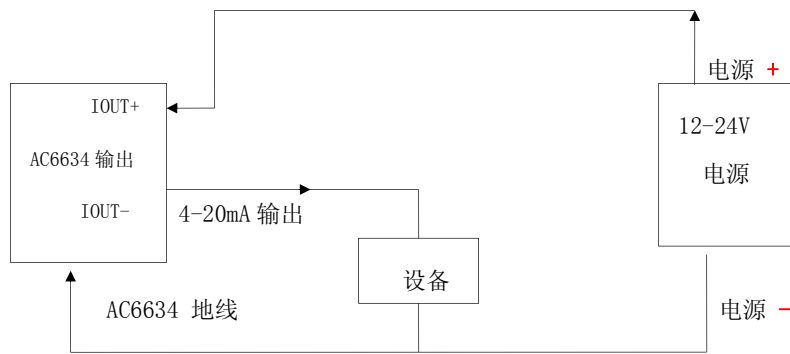 电源 +
IOUT+
12-24V
AC6634 输出
电源
IOUT-
4-20mA 输出
设备
AC6634 地线
电源 -